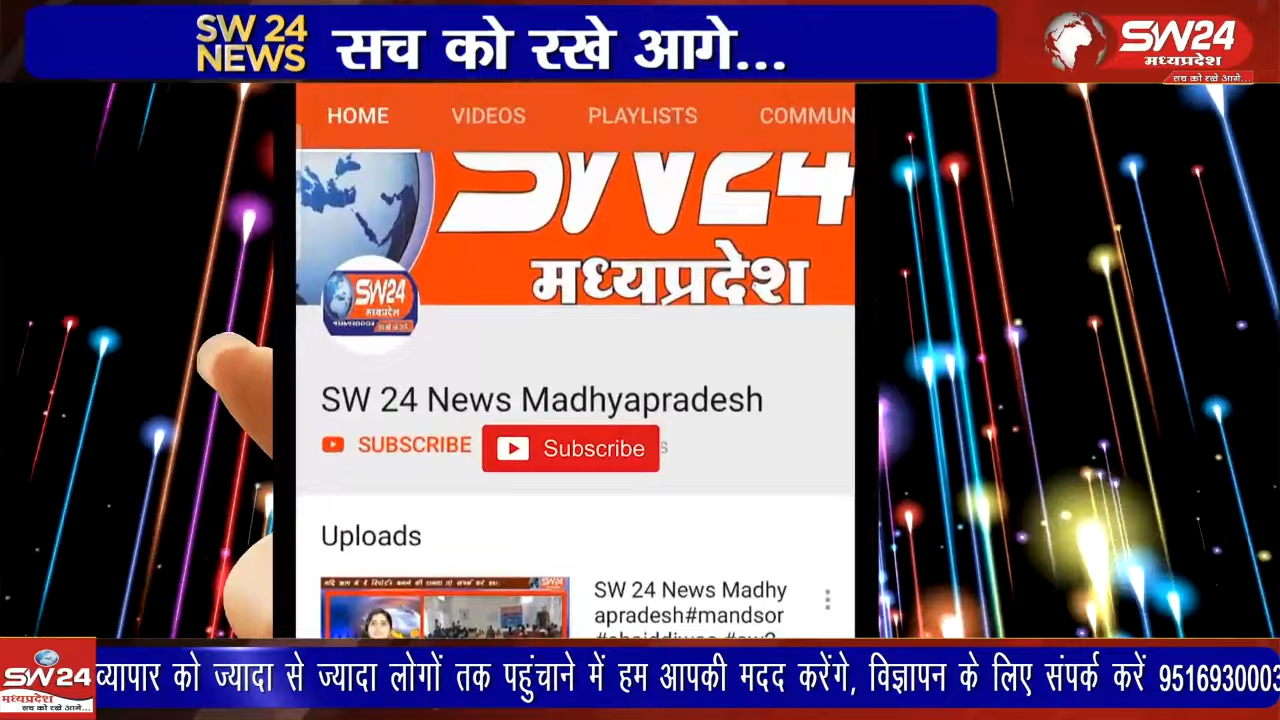 SW 24
NEWS
सच को रखे आगे...
SW24
मध्यप्रदेश
सच को रखे आगे...
HOME VIDEOS PLAYLISTS COMMUN
SW24
मध्यप्रदेश
SW24
मध्यप्रदेश
SW 24 News Madhyapradesh
SUBSCRIBE
Subscribe
Uploads
SW 24 News Madhy
apradesh#mandsor
SW24
मध्यप्रदेश
सच को रखे आगे...
व्यापार को ज्यादा से ज्यादा लोगों तक पहुंचाने में हम आपकी मदद करेंगे, विज्ञापन के लिए संपर्क करें 9516930003